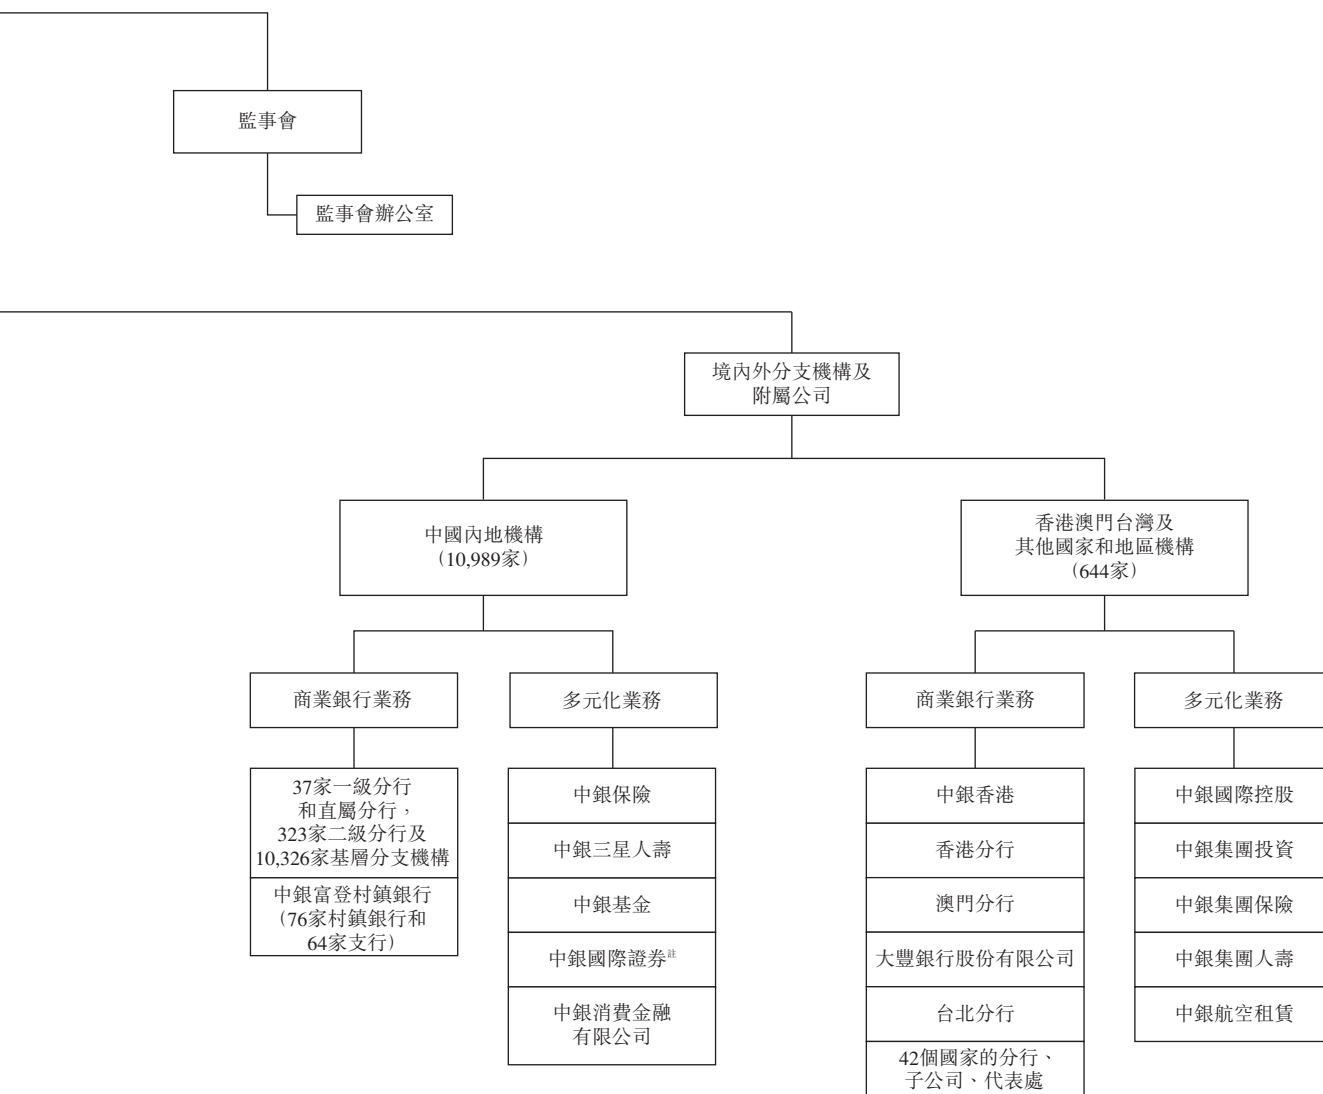 監事會
監事會辦公室
境內外分支機構及
附屬公司
中國內地機構
（10,989家）
香港澳門台灣及
其他國家和地區機構
（644家）
商業銀行業務
多元化業務
商業銀行業務
多元化業務
37家一級分行
和直屬分行，
323家二級分行及
10,326家基層分支機構
中銀富登村鎮銀行
（76家村鎮銀行和
64家支行）
中銀保險
中銀三星人壽
中銀基金
中銀國際證券註
中銀消費金融
有限公司
中銀香港
香港分行
澳門分行
大豐銀行股份有限公司
台北分行
42個國家的分行、
子公司、代表處
中銀國際控股
中銀集團投資
中銀集團保險
中銀集團人壽
中銀航空租賃